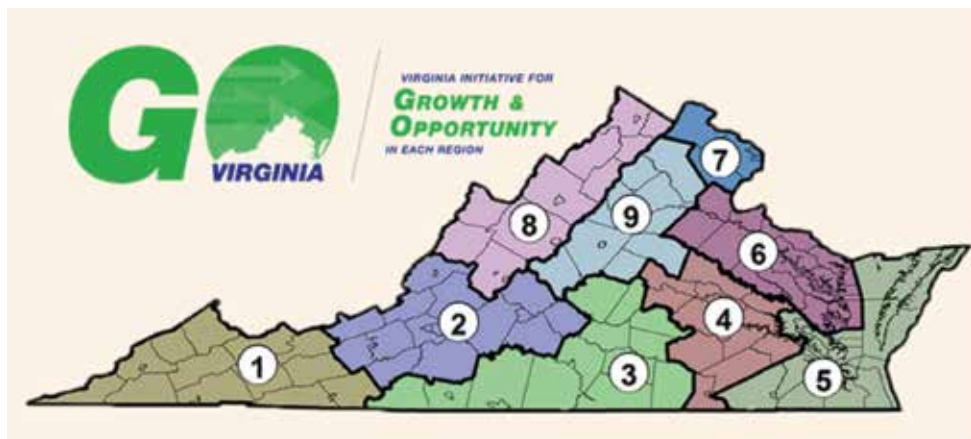 GO
VIRGINIA
VIRGINIA INITIATIVE FOR
GROWTH &
OPPORTUNITY
IN EACH REGION
7
8
9
6
2
4
1
3
5